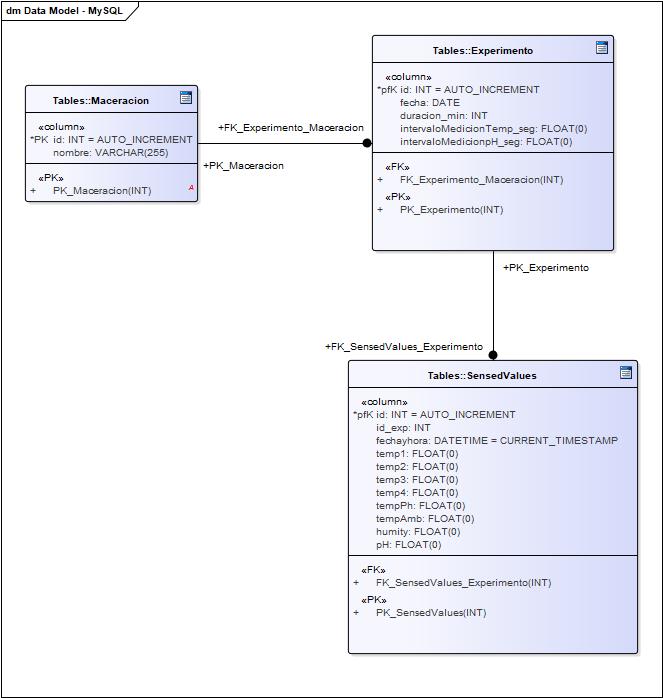 dm Data Model - MySQL
Tables::Maceracion
«column»
*PK id: INT = AUTO_INCREMENT
nombre: VARCHAR(255)
«PK»
+ PK_Maceracion(INT)
A
+FK_Experimento_Maceracion
+PK_Maceracion
Tables::Experimento
«column»
*pfK id: INT = AUTO_INCREMENT
fecha: DATE
duracion_min: INT
intervaloMedicionTemp_seg: FLOAT(0)
intervaloMedicionpH_seg: FLOAT(0)
«FK»
+ FK_Experimento_Maceracion(INT)
«PK»
+ PK_Experimento(INT)
+PK_Experimento
+FK_SensedValues_Experimento
Tables::SensedValues
«column»
*pfK id: INT = AUTO_INCREMENT
id_exp: INT
fechayhora: DATETIME = CURRENT_TIMESTAMP
temp1: FLOAT(0)
temp2: FLOAT(0)
temp3: FLOAT(0)
temp4: FLOAT(0)
tempPh: FLOAT(0)
tempAmb: FLOAT(0)
humity: FLOAT(0)
pH: FLOAT(0)
«FK»
+ FK_SensedValues_Experimento(INT)
«PK»
+ PK_SensedValues(INT)